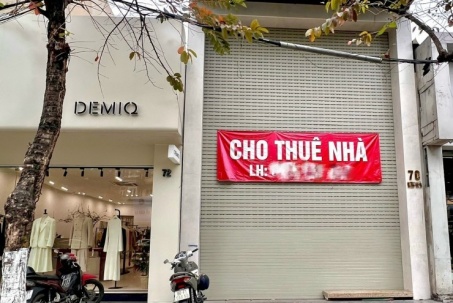 DEMIQ
72
CHO THUÊ NHÀ
LH:
70